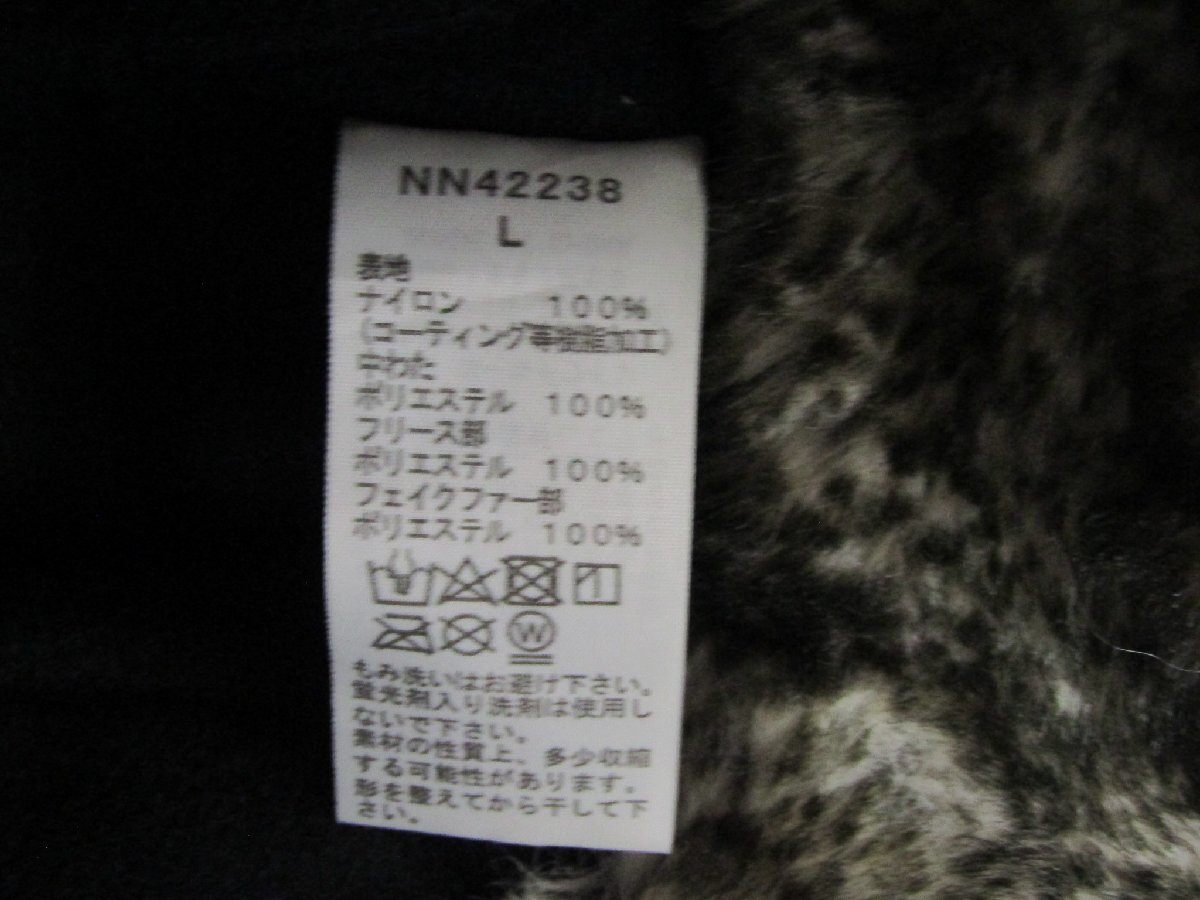 NN42238
L
表地
ナイロン 100%
(コーティング等樹脂加工)
中わた
ポリエステル 100%
フリース部
ポリエステル 100%
フェイクファー部
ポリエステル 100%
W
もみ洗いはお避け下さい。
蛍光剤入り洗剤は使用し
ないで下さい。
素材の性質上、多少収縮
する可能性があります。
形を整えてから干して下
さい。